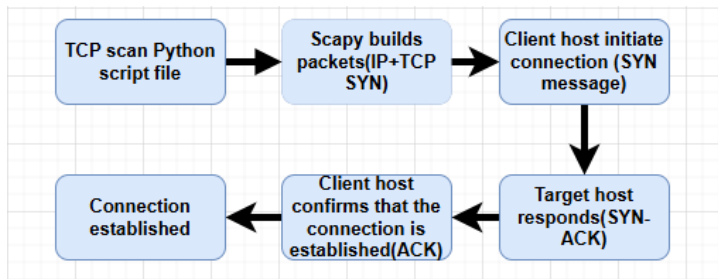 TCP scan Python
script file
Scapy builds
packets(IP+TCP
SYN)
Client host initiate
connection (SYN
message)
Target host
responds(SYN-
ACK)
Client host
confirms that the
connection is
established(ACK)
Connection
established